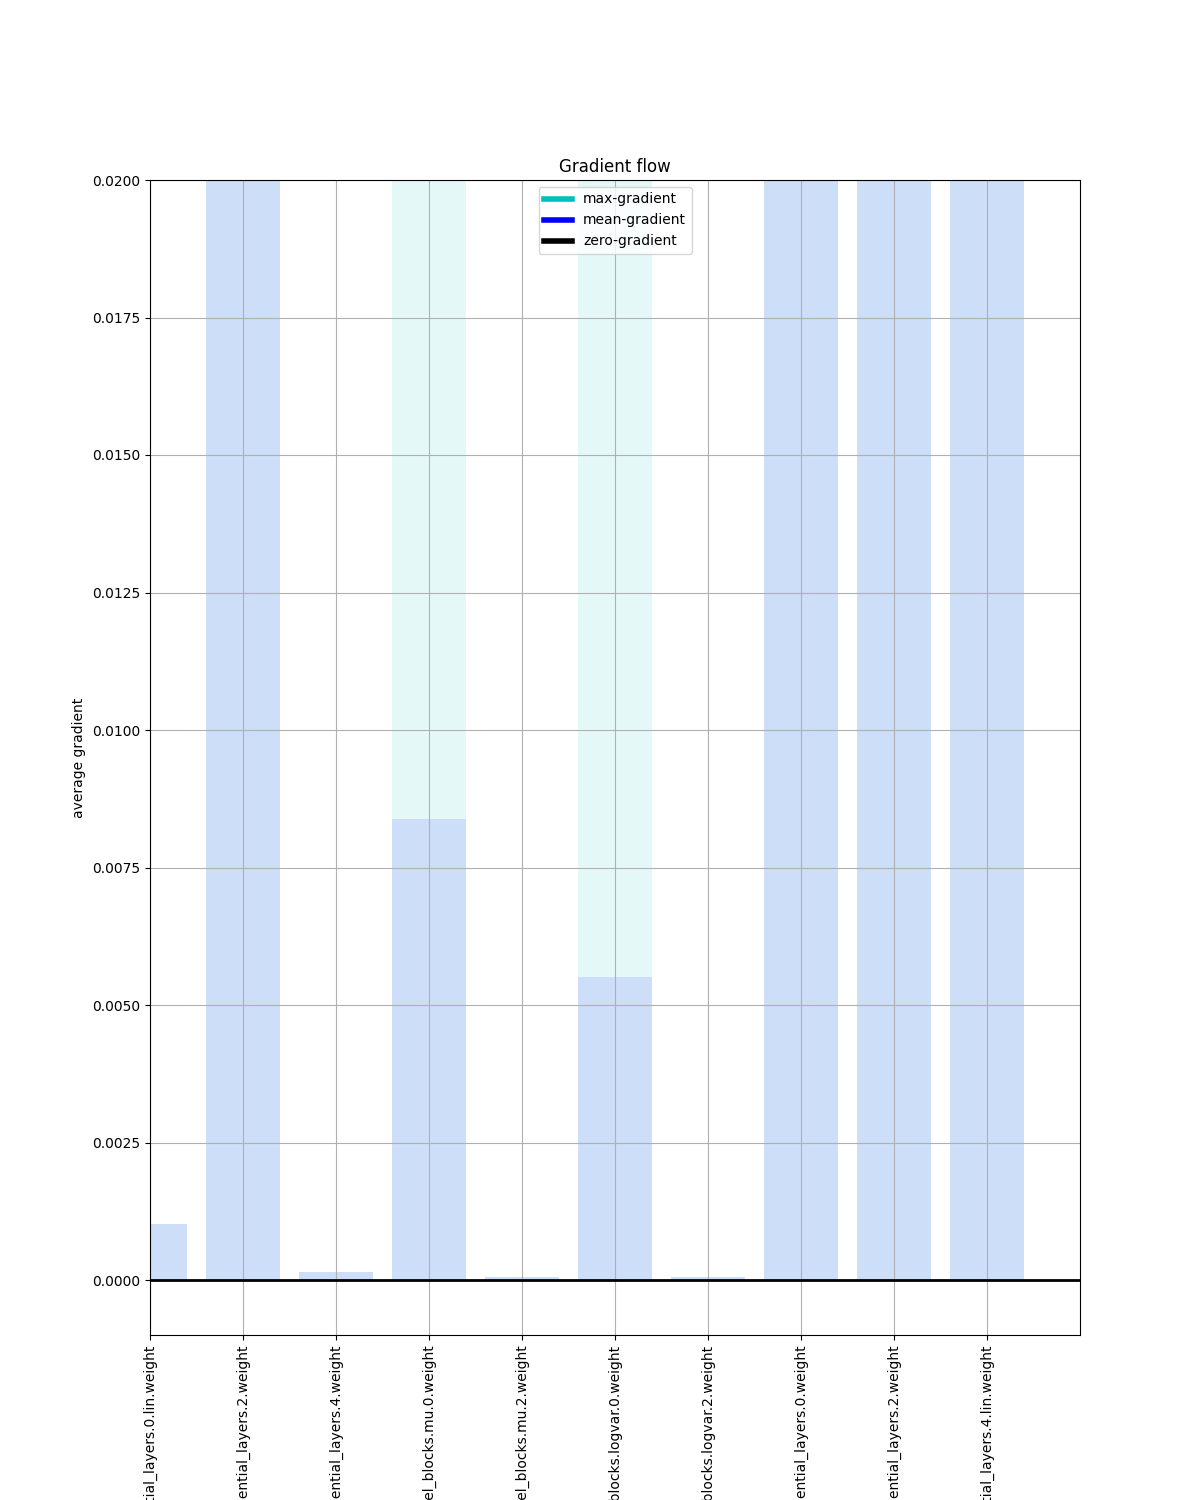 Gradient flow
max-gradient
mean-gradient
zero-gradient
0.0200
0.0175
0.0150
0.0125
0.0100
0.0075
0.0050
0.0025
0.0000
average gradient
tial_layers.0.lin.weight
ential_layers.2.weight
ential_layers.4.weight
el_blocks.mu.0.weight
el_blocks.mu.2.weight
blocks.logvar.0.weight
blocks.logvar.2.weight
ential_layers.0.weight
ential_layers.2.weight
tial_layers.4.lin.weight